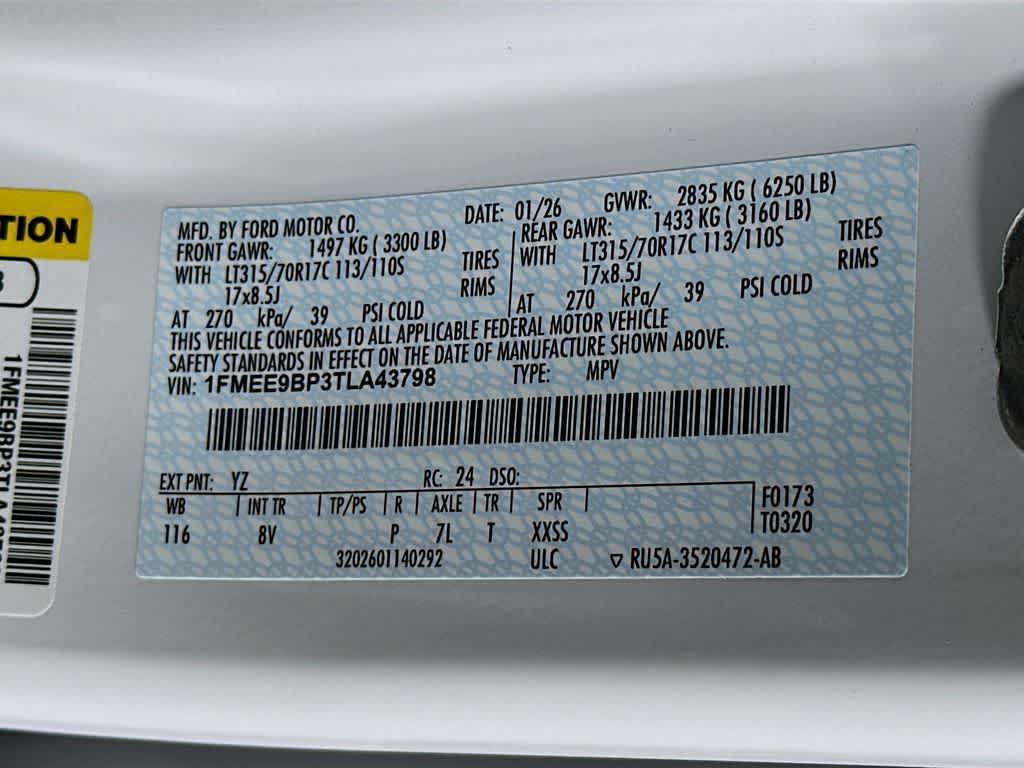 TION
1FMEE9BP3TLA
MFD. BY FORD MOTOR CO.
DATE: 01/26
GVWR: 2835 KG ( 6250 LB)
FRONT GAWR: 1497 KG ( 3300 LB)
WITH LT315/70R17C 113/110S TIRES
17x8.5J RIMS
AT 270 kPa/ 39 PSI COLD
REAR GAWR: 1433 KG ( 3160 LB)
WITH LT315/70R17C 113/110S TIRES
17x8.5J RIMS
AT 270 kPa/ 39 PSI COLD
THIS VEHICLE CONFORMS TO ALL APPLICABLE FEDERAL MOTOR VEHICLE
SAFETY STANDARDS IN EFFECT ON THE DATE OF MANUFACTURE SHOWN ABOVE.
VIN: 1FMEE9BP3TLA43798 TYPE: MPV
EXT PNT: YZ RC: 24 DSO:
WB | INT TR | TP/PS | R | AXLE | TR | SPR F0173
116 8V P 7L T XXSS T0320
3202601140292 ULC ▽ RU5A-3520472-AB